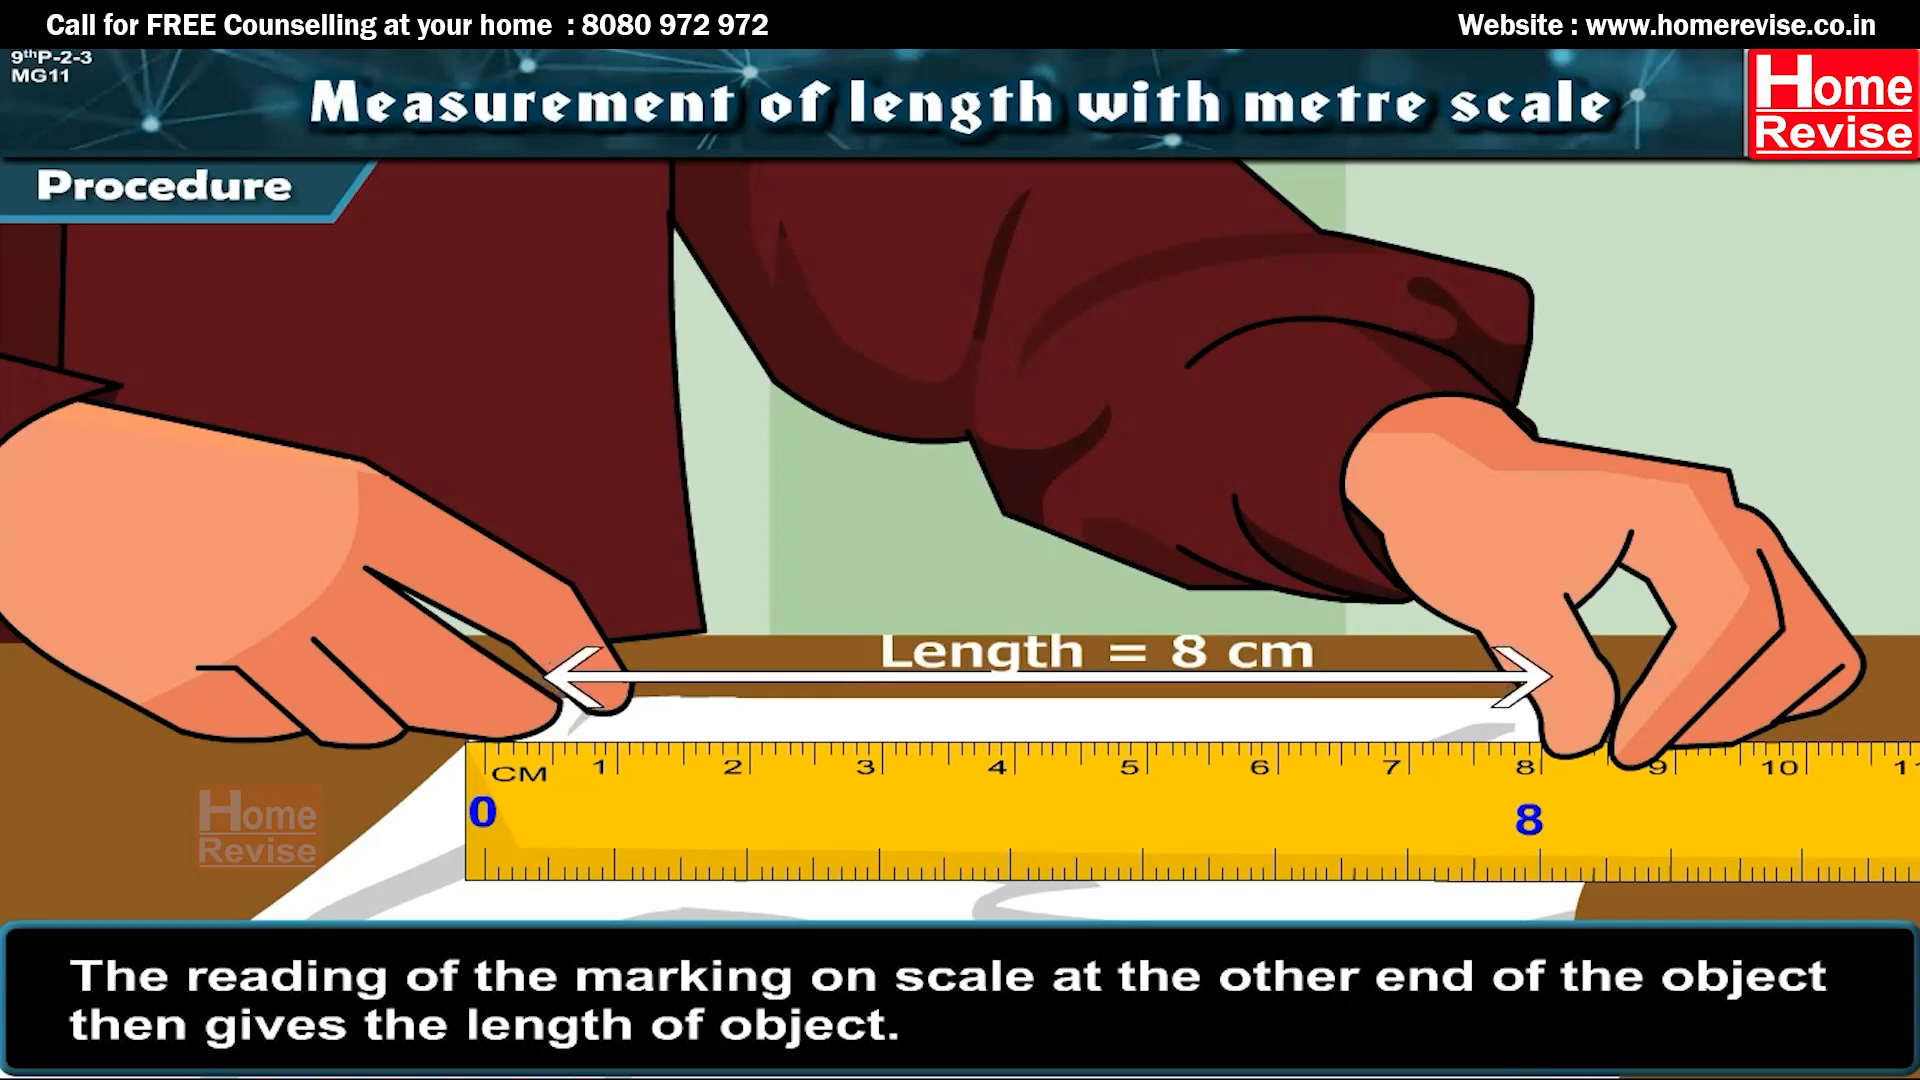 Call for FREE Counselling at your home : 8080 972 972
Website : www.homerevise.co.in
9thP-2-3
MG11
Measurement of length with metre scale
Home
Revise
Procedure
Length = 8 cm
CM 1 2 3 4 5 6 7 8 9 10 11
0 8
Home
Revise
The reading of the marking on scale at the other end of the object
then gives the length of object.